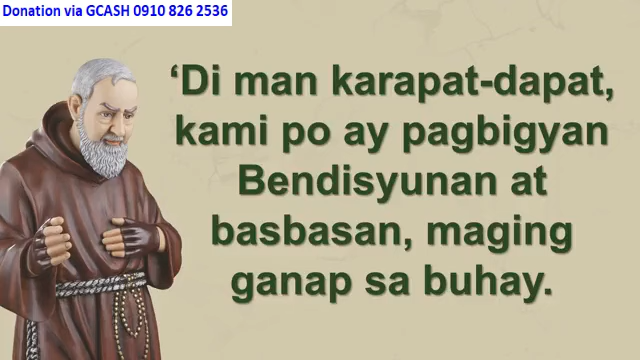 Donation via GCASH 0910 826 2536
‘Di man karapat-dapat,
kami po ay pagbigyan
Bendisyunan at
basbasan, maging
ganap sa buhay.